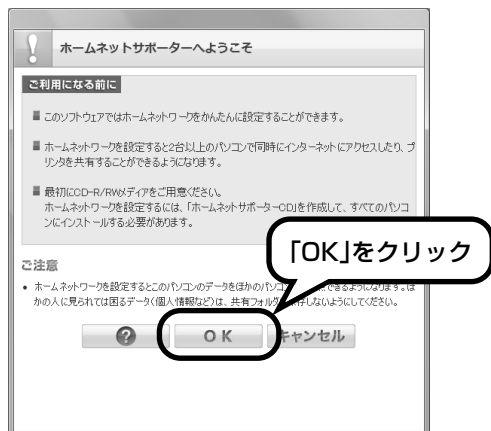 ホームネットサポーターへようこそ
ご利用になる前に
このソフトウェアではホームネットワークをかんたんに設定することができます。
ホームネットワークを設定すると2台以上のパソコンで同時にインターネットにアクセスしたり、プ
リンタを共有することができるようになります。
最初にCD-R/RWメディアをご用意ください。
ホームネットワークを設定するには、「ホームネットサポーターCD」を作成して、すべてのパソコ
ンにインストールする必要があります。
「OK」をクリック
ご注意
ホームネットワークを設定するとこのパソコンのデータをほかのパソコン できるようになります。ほ
かの人に見られては困るデータ(個人情報など)は、共有フォルダ 存しないようにしてください。
? OK キャンセル